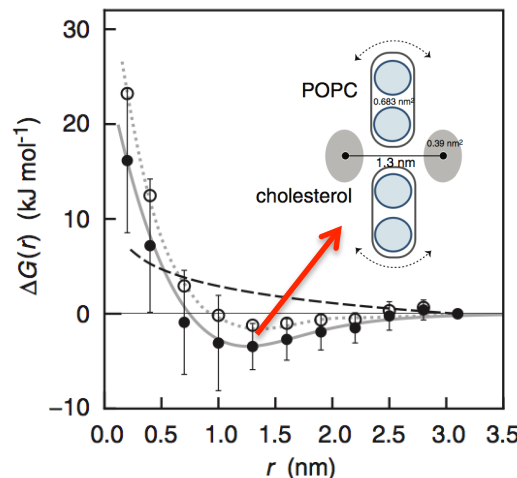 30
20
10
0
−10
ΔG(r) (kJ mol⁻¹)
POPC
0.683 nm²
0.39 nm²
1.3 nm
cholesterol
0.0 0.5 1.0 1.5 2.0 2.5 3.0 3.5
r (nm)